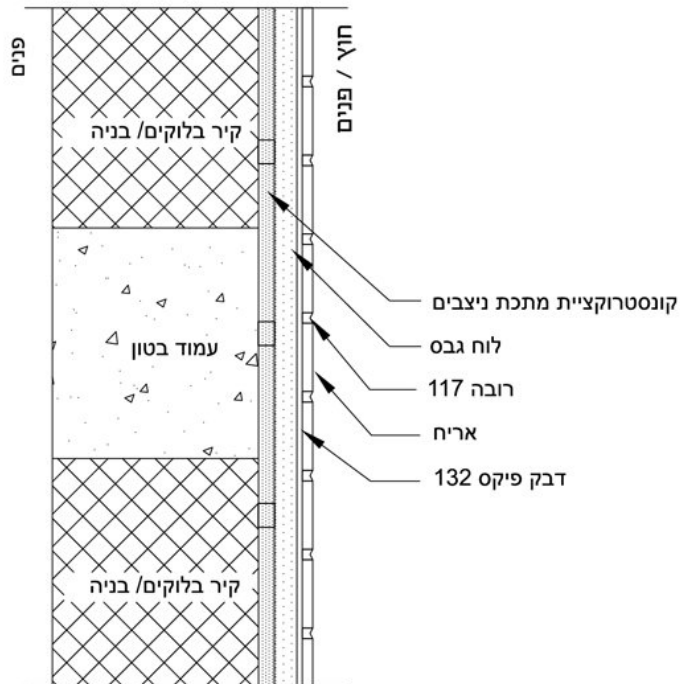 פנים
חוץ / פנים
קיר בלוקים/ בניה
עמוד בטון
קיר בלוקים/ בניה
קונסטרוקציית מתכת ניצבים
לוח גבס
רובה 117
אריח
דבק פיקס 132